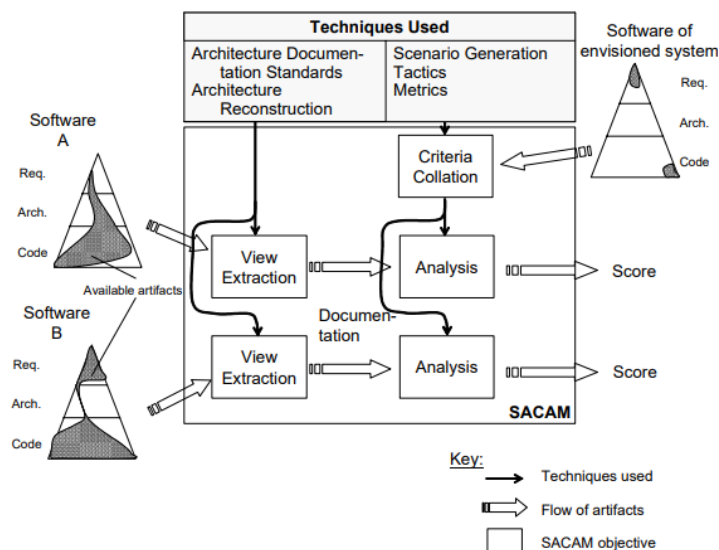 Techniques Used
Architecture Documen-
tation Standards
Architecture
Reconstruction
Scenario Generation
Tactics
Metrics
Software of
envisioned system
Req.
Arch.
Code
Software
A
Req.
Arch.
Code
Criteria
Collation
View
Extraction
Analysis
Score
Available artifacts
Software
B
Req.
Arch.
Code
Documen-
tation
View
Extraction
Analysis
Score
SACAM
Key:
Techniques used
Flow of artifacts
SACAM objective